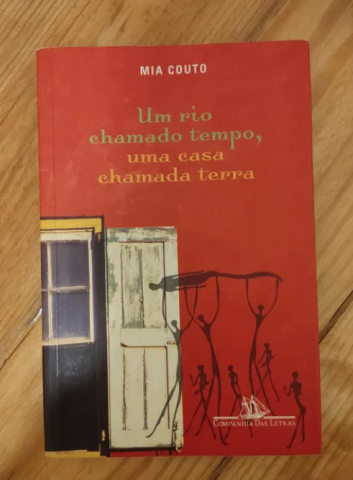 MIA COUTO
Um rio
chamado tempo,
uma casa
chamada terra
COMPANHIA DAS LETRAS